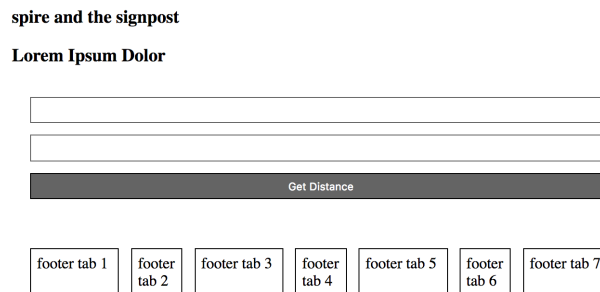 spire and the signpost
Lorem Ipsum Dolor
Get Distance
footer tab 1 footer tab 2 footer tab 3 footer tab 4 footer tab 5 footer tab 6 footer tab 7